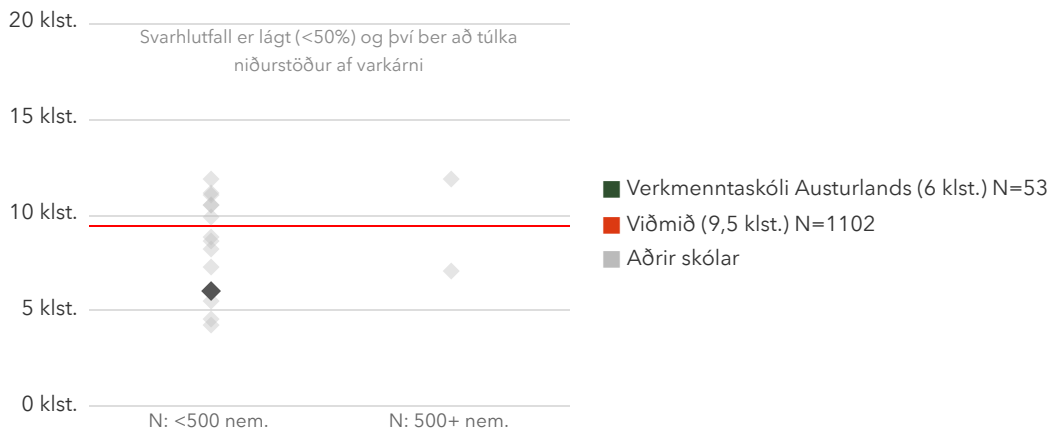 20 klst.
Svarhlutfall er lágt (<50%) og því ber að túlka
niðurstöður af varkárni
15 klst.
10 klst.
5 klst.
0 klst.
N: <500 nem.
N: 500+ nem.
Verkmenntaskóli Austurlands (6 klst.) N=53
Viðmið (9,5 klst.) N=1102
Aðrir skólar